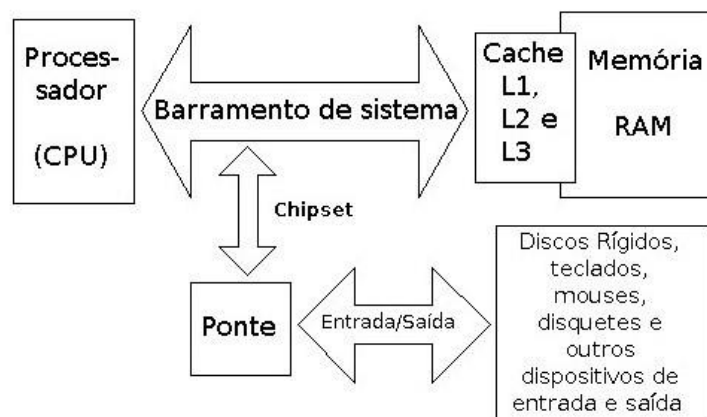 Proces-
sador
(CPU)
Barramento de sistema
Cache
L1,
L2 e
L3
Memória
RAM
Chipset
Ponte
Entrada/Saída
Discos Rígidos,
teclados,
mouses,
disquetes e
outros
dispositivos de
entrada e saída